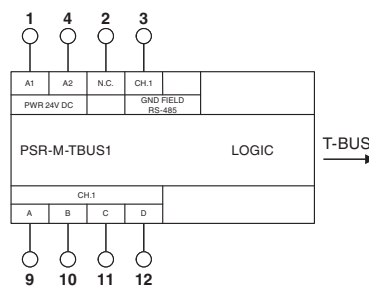 1 4 2 3
A1 A2 N.C. CH.1
PWR 24V DC GND FIELD
RS-485
PSR-M-TBUS1 LOGIC T-BUS
CH.1
A B C D
9 10 11 12